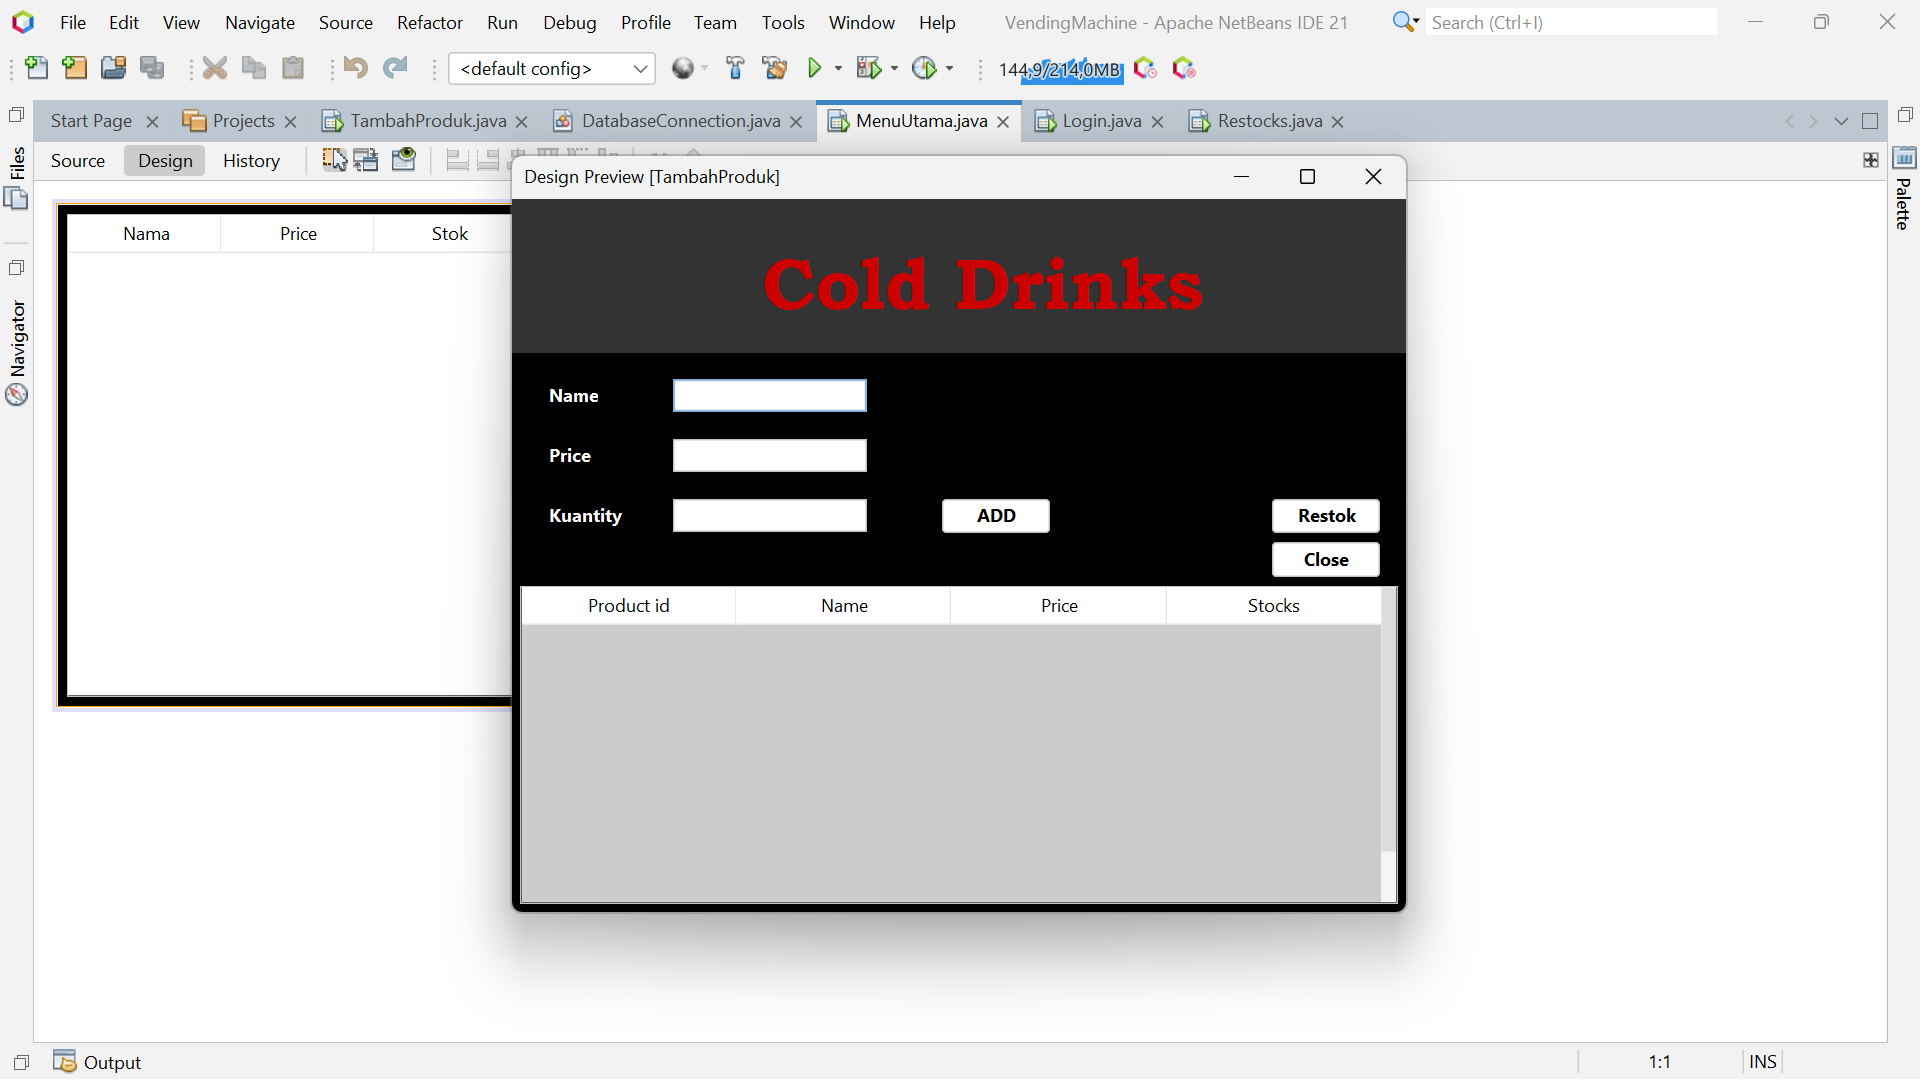 File Edit View Navigate Source Refactor Run Debug Profile Team Tools Window Help VendingMachine - Apache NetBeans IDE 21 Search (Ctrl+I)
<default config> 144,9/214,0MB
Start Page Projects TambahProduk.java DatabaseConnection.java MenuUtama.java Login.java Restocks.java
Source Design History
Files
Navigator
Palette
Nama Price Stok
Design Preview [TambahProduk]
Cold Drinks
Name
Price
Kuantity ADD Restok
Close
Product id Name Price Stocks
Output 1:1 INS